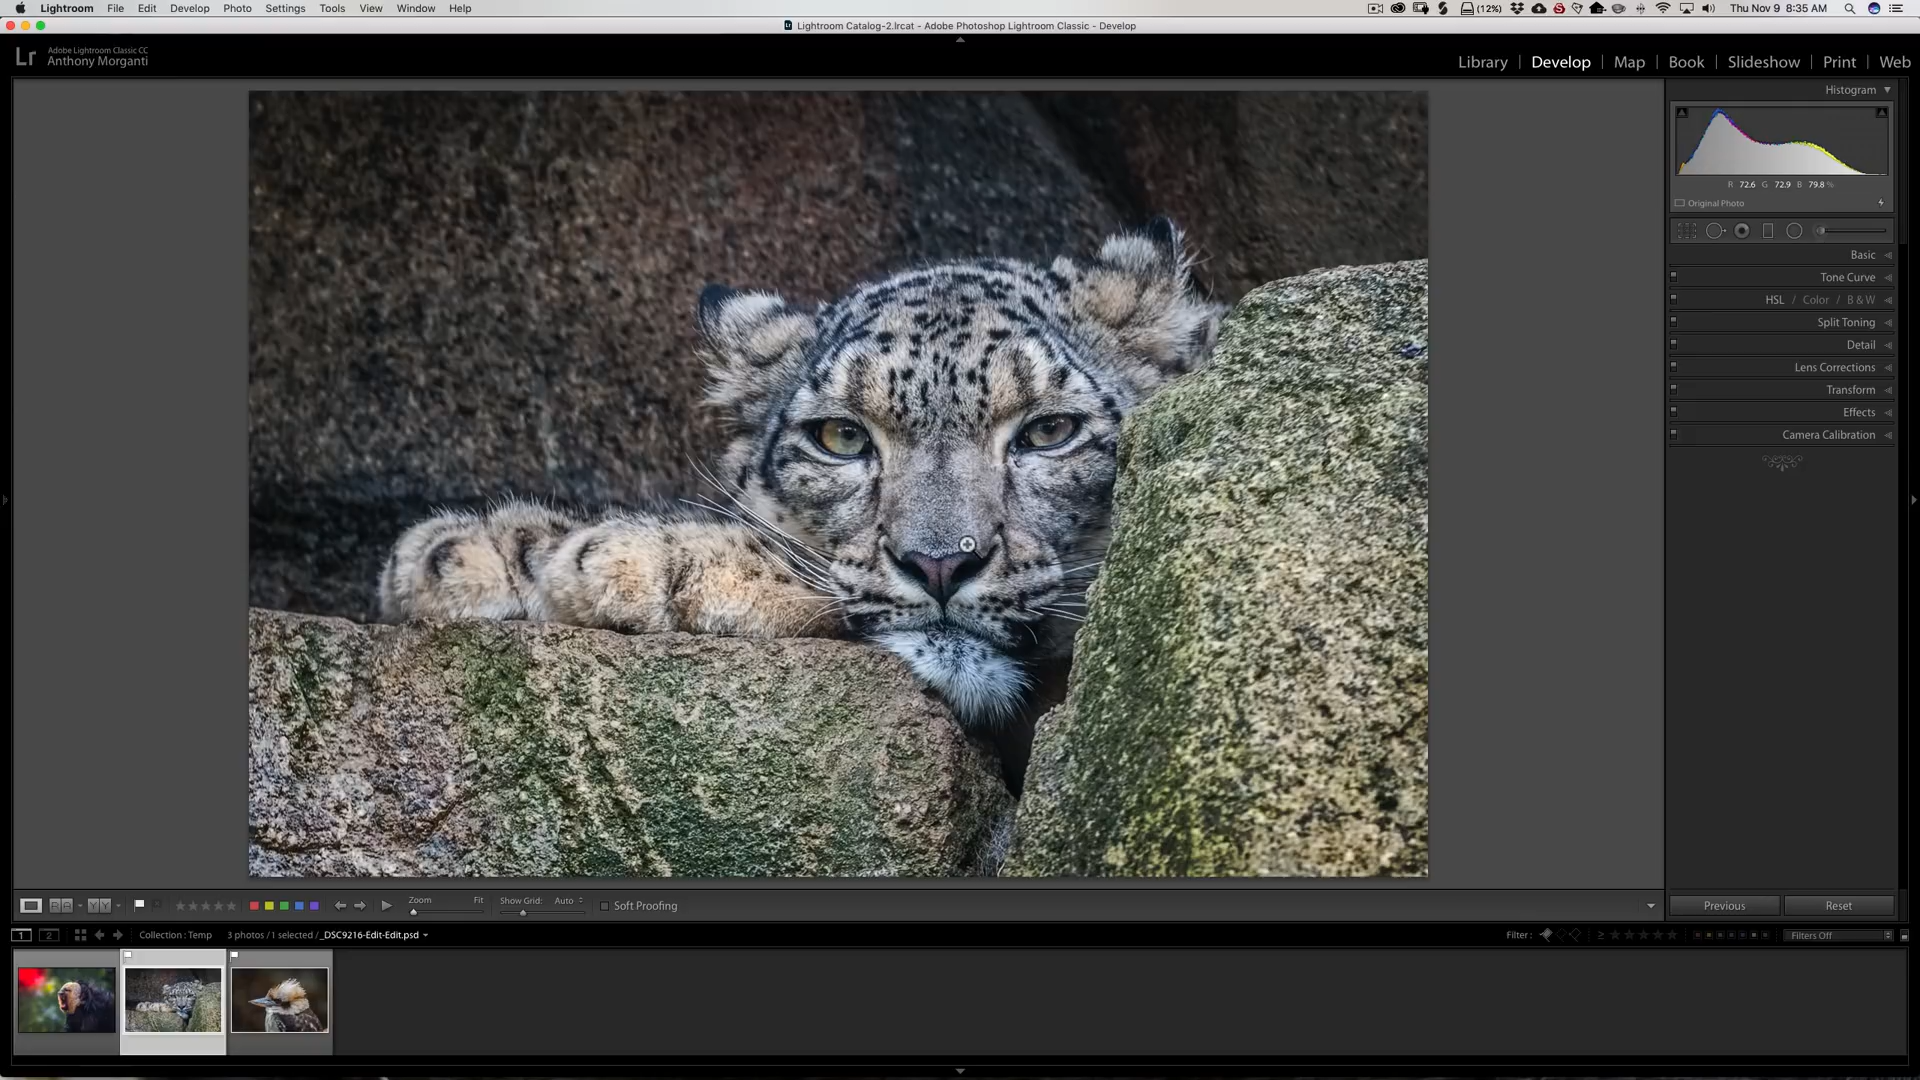 Lightroom File Edit Develop Photo Settings Tools View Window Help (12%) Thu Nov 9 8:35 AM
Lightroom Catalog-2.lrcat - Adobe Photoshop Lightroom Classic - Develop
Lr Adobe Lightroom Classic CC
Anthony Morganti
Library | Develop | Map | Book | Slideshow | Print | Web
Histogram
R 72.6 G 72.9 B 79.8 %
Original Photo
Basic
Tone Curve
HSL / Color / B & W
Split Toning
Detail
Lens Corrections
Transform
Effects
Camera Calibration
Zoom Fit Show Grid: Auto Soft Proofing
Previous Reset
1 2 Collection : Temp 3 photos / 1 selected / _DSC9216-Edit-Edit.psd Filter : Filters Off